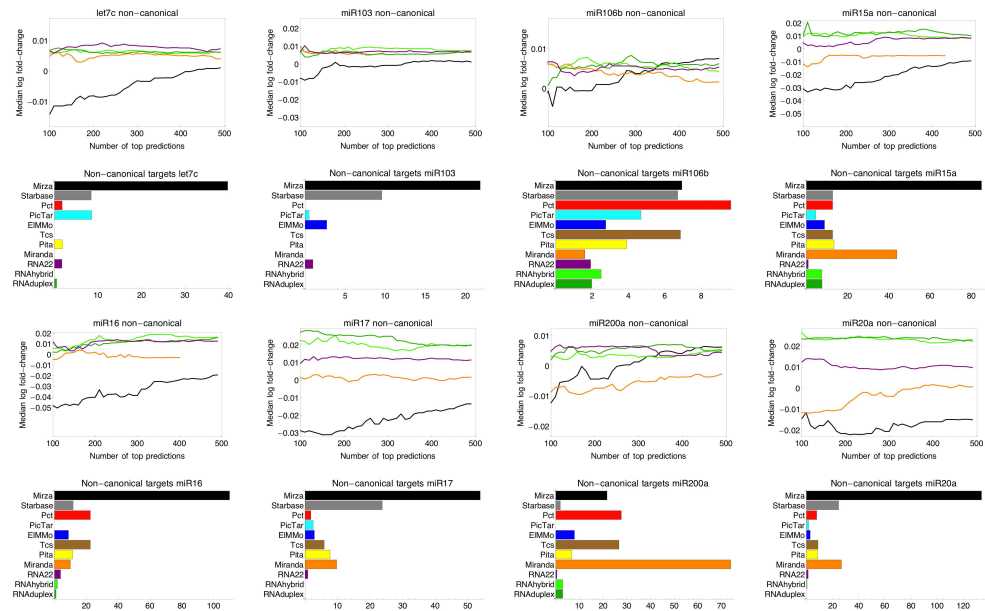 let7c non−canonical
Median log fold−change
0.01
0
−0.01
100 200 300 400 500
Number of top predictions
miR103 non−canonical
Median log fold−change
0.02
0.01
0
−0.01
−0.02
−0.03
100 200 300 400 500
Number of top predictions
miR106b non−canonical
Median log fold−change
0.01
0
100 200 300 400 500
Number of top predictions
miR15a non−canonical
Median log fold−change
0.02
0.01
0
−0.01
−0.02
−0.03
−0.04
−0.05
100 200 300 400 500
Number of top predictions
Non−canonical targets let7c
Mirza
Starbase
Pct
PicTar
ElMMo
Tcs
Pita
Miranda
RNA22
RNAhybrid
RNAduplex
10 20 30 40
Non−canonical targets miR103
Mirza
Starbase
Pct
PicTar
ElMMo
Tcs
Pita
Miranda
RNA22
RNAhybrid
RNAduplex
5 10 15 20
Non−canonical targets miR106b
Mirza
Starbase
Pct
PicTar
ElMMo
Tcs
Pita
Miranda
RNA22
RNAhybrid
RNAduplex
2 4 6 8
Non−canonical targets miR15a
Mirza
Starbase
Pct
PicTar
ElMMo
Tcs
Pita
Miranda
RNA22
RNAhybrid
RNAduplex
20 40 60 80
miR16 non−canonical
Median log fold−change
0.02
0.01
0
−0.01
−0.02
−0.03
−0.04
−0.05
100 200 300 400 500
Number of top predictions
miR17 non−canonical
Median log fold−change
0.02
0.01
0
−0.01
−0.02
−0.03
100 200 300 400 500
Number of top predictions
miR200a non−canonical
Median log fold−change
0.01
0
−0.01
−0.02
100 200 300 400 500
Number of top predictions
miR20a non−canonical
Median log fold−change
0.02
0.01
0
−0.01
−0.02
100 200 300 400 500
Number of top predictions
Non−canonical targets miR16
Mirza
Starbase
Pct
PicTar
ElMMo
Tcs
Pita
Miranda
RNA22
RNAhybrid
RNAduplex
20 40 60 80 100
Non−canonical targets miR17
Mirza
Starbase
Pct
PicTar
ElMMo
Tcs
Pita
Miranda
RNA22
RNAhybrid
RNAduplex
10 20 30 40 50
Non−canonical targets miR200a
Mirza
Starbase
Pct
PicTar
ElMMo
Tcs
Pita
Miranda
RNA22
RNAhybrid
RNAduplex
10 20 30 40 50 60 70
Non−canonical targets miR20a
Mirza
Starbase
Pct
PicTar
ElMMo
Tcs
Pita
Miranda
RNA22
RNAhybrid
RNAduplex
20 40 60 80 100 120